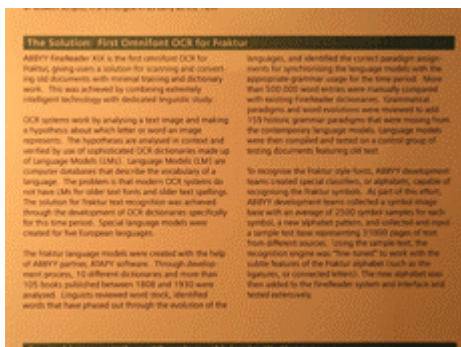 The Solution: First Omnifont OCR for Fraktur
ABBYY FineReader XIX is the first omnifont OCR for
Fraktur, giving users a solution for scanning and convert-
ing old documents with minimal training and dictionary
work. This was achieved by combining extremely
intelligent technology with dedicated linguistic study.
OCR systems work by analysing a text image and making
a hypothesis about which letter or word an image
represents. The hypotheses are analysed in context and
verified by use of sophisticated OCR dictionaries made up
of Language Models (LMs). Language Models (LM) are
computer databases that describe the vocabulary of a
language. The problem is that modern OCR systems do
not have LMs for older text fonts and older text spellings.
The solution for Fraktur text recognition was achieved
through the development of OCR dictionaries specifically
for this time period. Special language models were
created for five European languages.
The Fraktur language models were created with the help
of ABBYY partner, ATAPY software. Through develop-
ment process, 10 different dictionaries and more than
105 books published between 1808 and 1930 were
analysed. Linguists reviewed word stock, identified
words that have phased out through the evolution of the
languages, and identified the correct paradigm assign-
ments for synchronising the language models with the
appropriate grammar usage for the time period. More
than 500 000 word entries were manually compared
with existing FineReader dictionaries. Grammatical
paradigms and word evolutions were reviewed to add
159 historic grammar paradigms that were missing from
the contemporary language models. Language models
were then compiled and tested on a control group of
testing documents featuring old text.
To recognise the Fraktur style fonts, ABBYY development
teams created special classifiers, or alphabets, capable of
recognising the Fraktur symbols. As part of this effort,
ABBYY development teams collected a symbol image
base with an average of 2500 symbol samples for each
symbol, a new alphabet pattern, and collected and input
a sample text base representing 31000 pages of text
from different sources. Using the sample text, the
recognition engine was "fine-tuned" to work with the
subtle features of the Fraktur alphabet (such as the
ligatures, or connected letters). The new alphabet was
then added to the FineReader system and interface and
tested extensively.